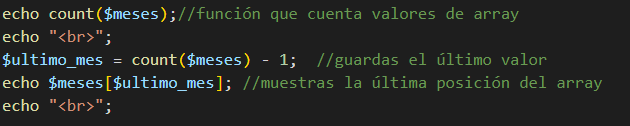 echo count($meses);//función que cuenta valores de array
echo "<br>";
$ultimo_mes = count($meses) - 1;  //guardas el último valor
echo $meses[$ultimo_mes]; //muestras la última posición del array
echo "<br>";